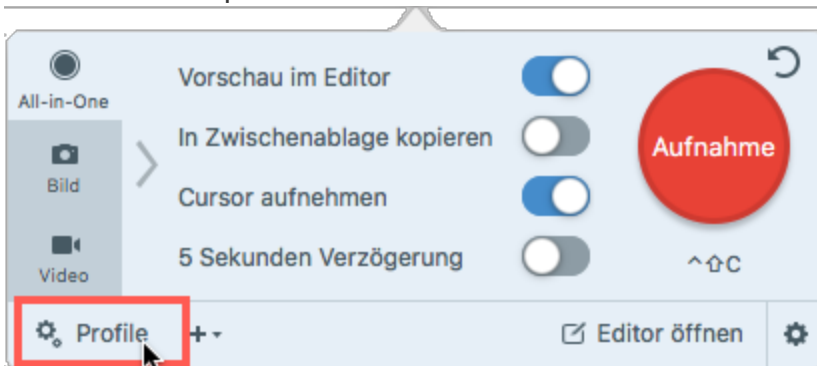 All-in-One
Bild
Video
Vorschau im Editor
In Zwischenablage kopieren
Cursor aufnehmen
5 Sekunden Verzögerung
Aufnahme
^⇧C
Profile
+
Editor öffnen